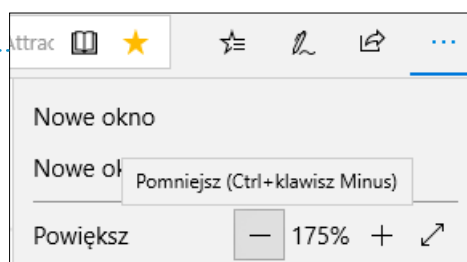 Attrac
Nowe okno
Nowe ok
Pomniejsz (Ctrl+klawisz Minus)
Powiększ — 175% +